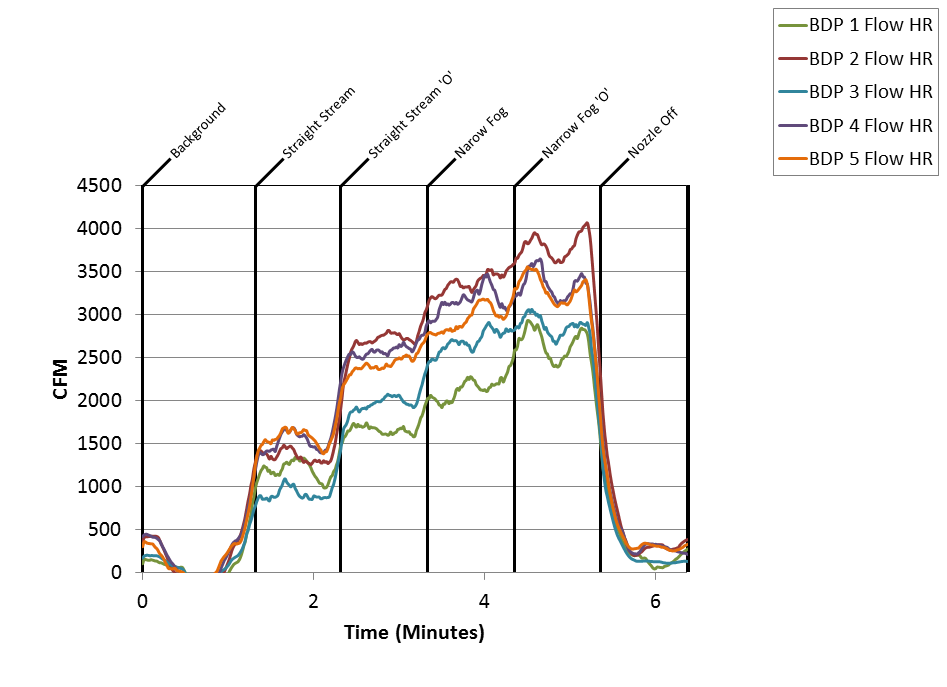 BDP 1 Flow HR
BDP 2 Flow HR
BDP 3 Flow HR
BDP 4 Flow HR
BDP 5 Flow HR
Background
Straight Stream
Straight Stream 'O'
Narow Fog
Narrow Fog 'O'
Nozzle Off
4500
4000
3500
3000
2500
2000
1500
1000
500
0
CFM
0 2 4 6
Time (Minutes)